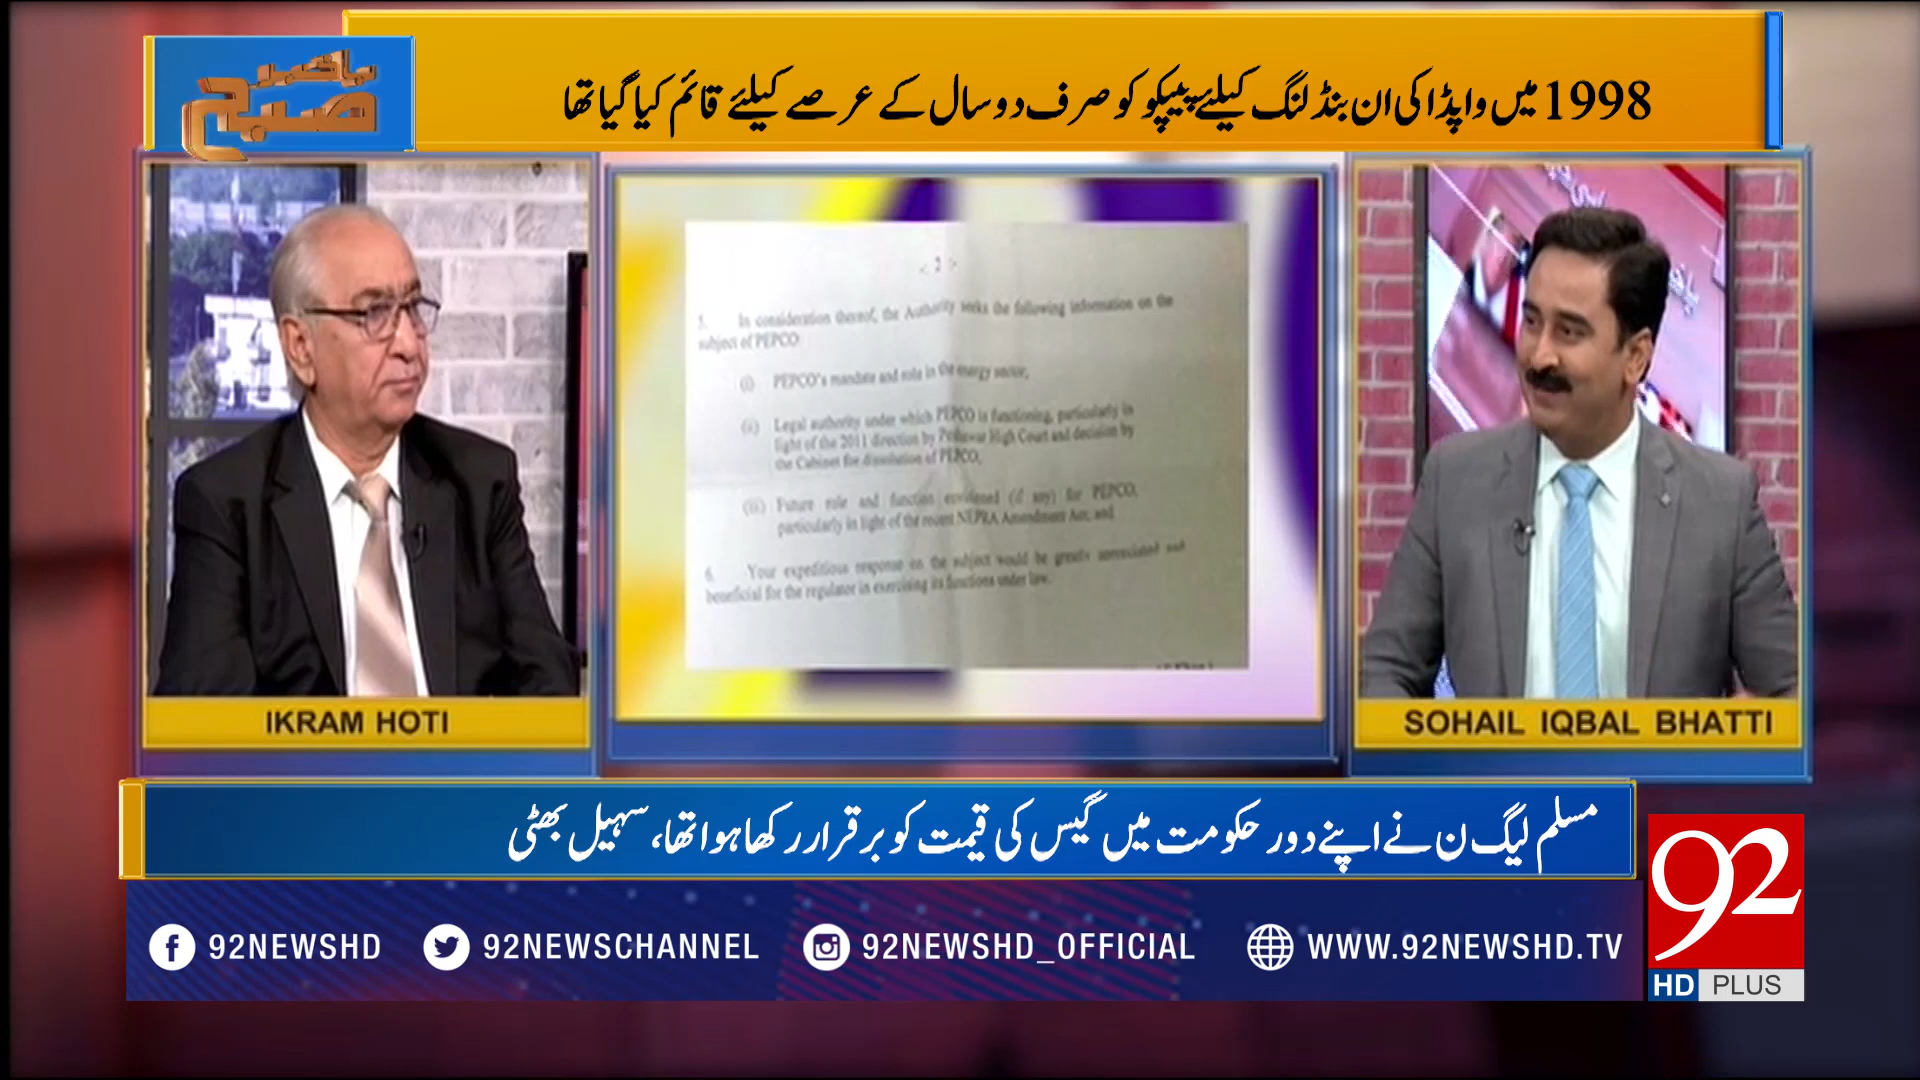 باخبر
صبح
1998 میں واپڈا کی ان بنڈلنگ کیلئے پیپکو کو صرف دو سال کے عرصے کیلئے قائم کیا گیا تھا
2
5. In consideration thereof, the Authority seeks the following information on the
subject of PEPCO
(i) PEPCO's mandate and role in the energy sector;
(ii) Legal authority under which PEPCO is functioning, particularly in
light of the 2011 direction by Peshawar High Court and decision by
the Cabinet for dissolution of PEPCO;
(iii) Future role and function envisioned (if any) for PEPCO,
particularly in light of the recent NEPRA Amendment Act; and
6. Your expeditious response on the subject would be greatly appreciated and
beneficial for the regulator in exercising its functions under law.
IKRAM HOTI
SOHAIL IQBAL BHATTI
مسلم لیگ ن نے اپنے دور حکومت میں گیس کی قیمت کو برقرار رکھا ہوا تھا، سہیل بھٹی
92NEWSHD
92NEWSCHANNEL
92NEWSHD_OFFICIAL
WWW.92NEWSHD.TV
92
HD PLUS